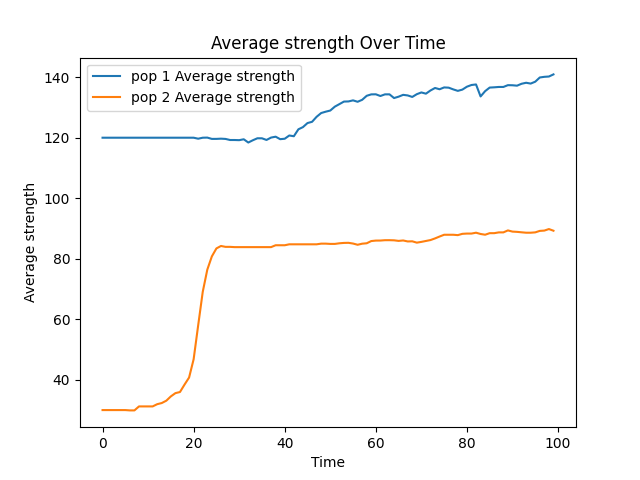 Average strength Over Time
pop 1 Average strength
pop 2 Average strength
Average strength
140
120
100
80
60
40
0
20
40
60
80
100
Time